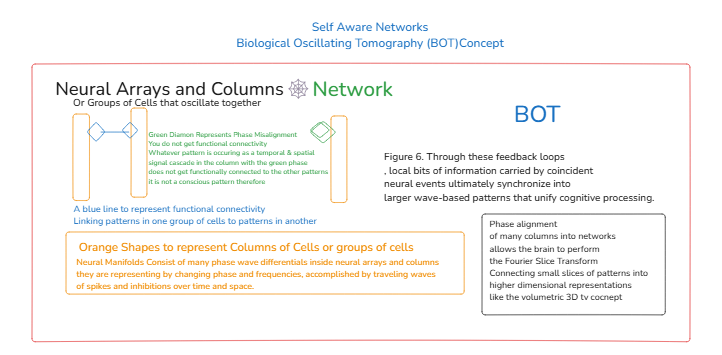 Self Aware Networks
Biological Oscillating Tomography (BOT)Concept
Neural Arrays and Columns Network
Or Groups of Cells that oscillate together
Green Diamon Represents Phase Misalignment
You do not get functional connectivity
Whatever pattern is occuring as a temporal & spatial
signal cascade in the column with the green phase
does not get functionally connected to the other patterns
it is not a conscious pattern therefore
A blue line to represent functional connectivity
Linking patterns in one group of cells to patterns in another
Orange Shapes to represent Columns of Cells or groups of cells
Neural Manifolds Consist of many phase wave differentials inside neural arrays and columns
they are representing by changing phase and frequencies, accomplished by traveling waves
of spikes and inhibitions over time and space.
BOT
Figure 6. Through these feedback loops
, local bits of information carried by coincident
neural events ultimately synchronize into
larger wave-based patterns that unify cognitive processing.
Phase alignment
of many columns into networks
allows the brain to perform
the Fourier Slice Transform
Connecting small slices of patterns into
higher dimensional representations
like the volumetric 3D tv cocnept